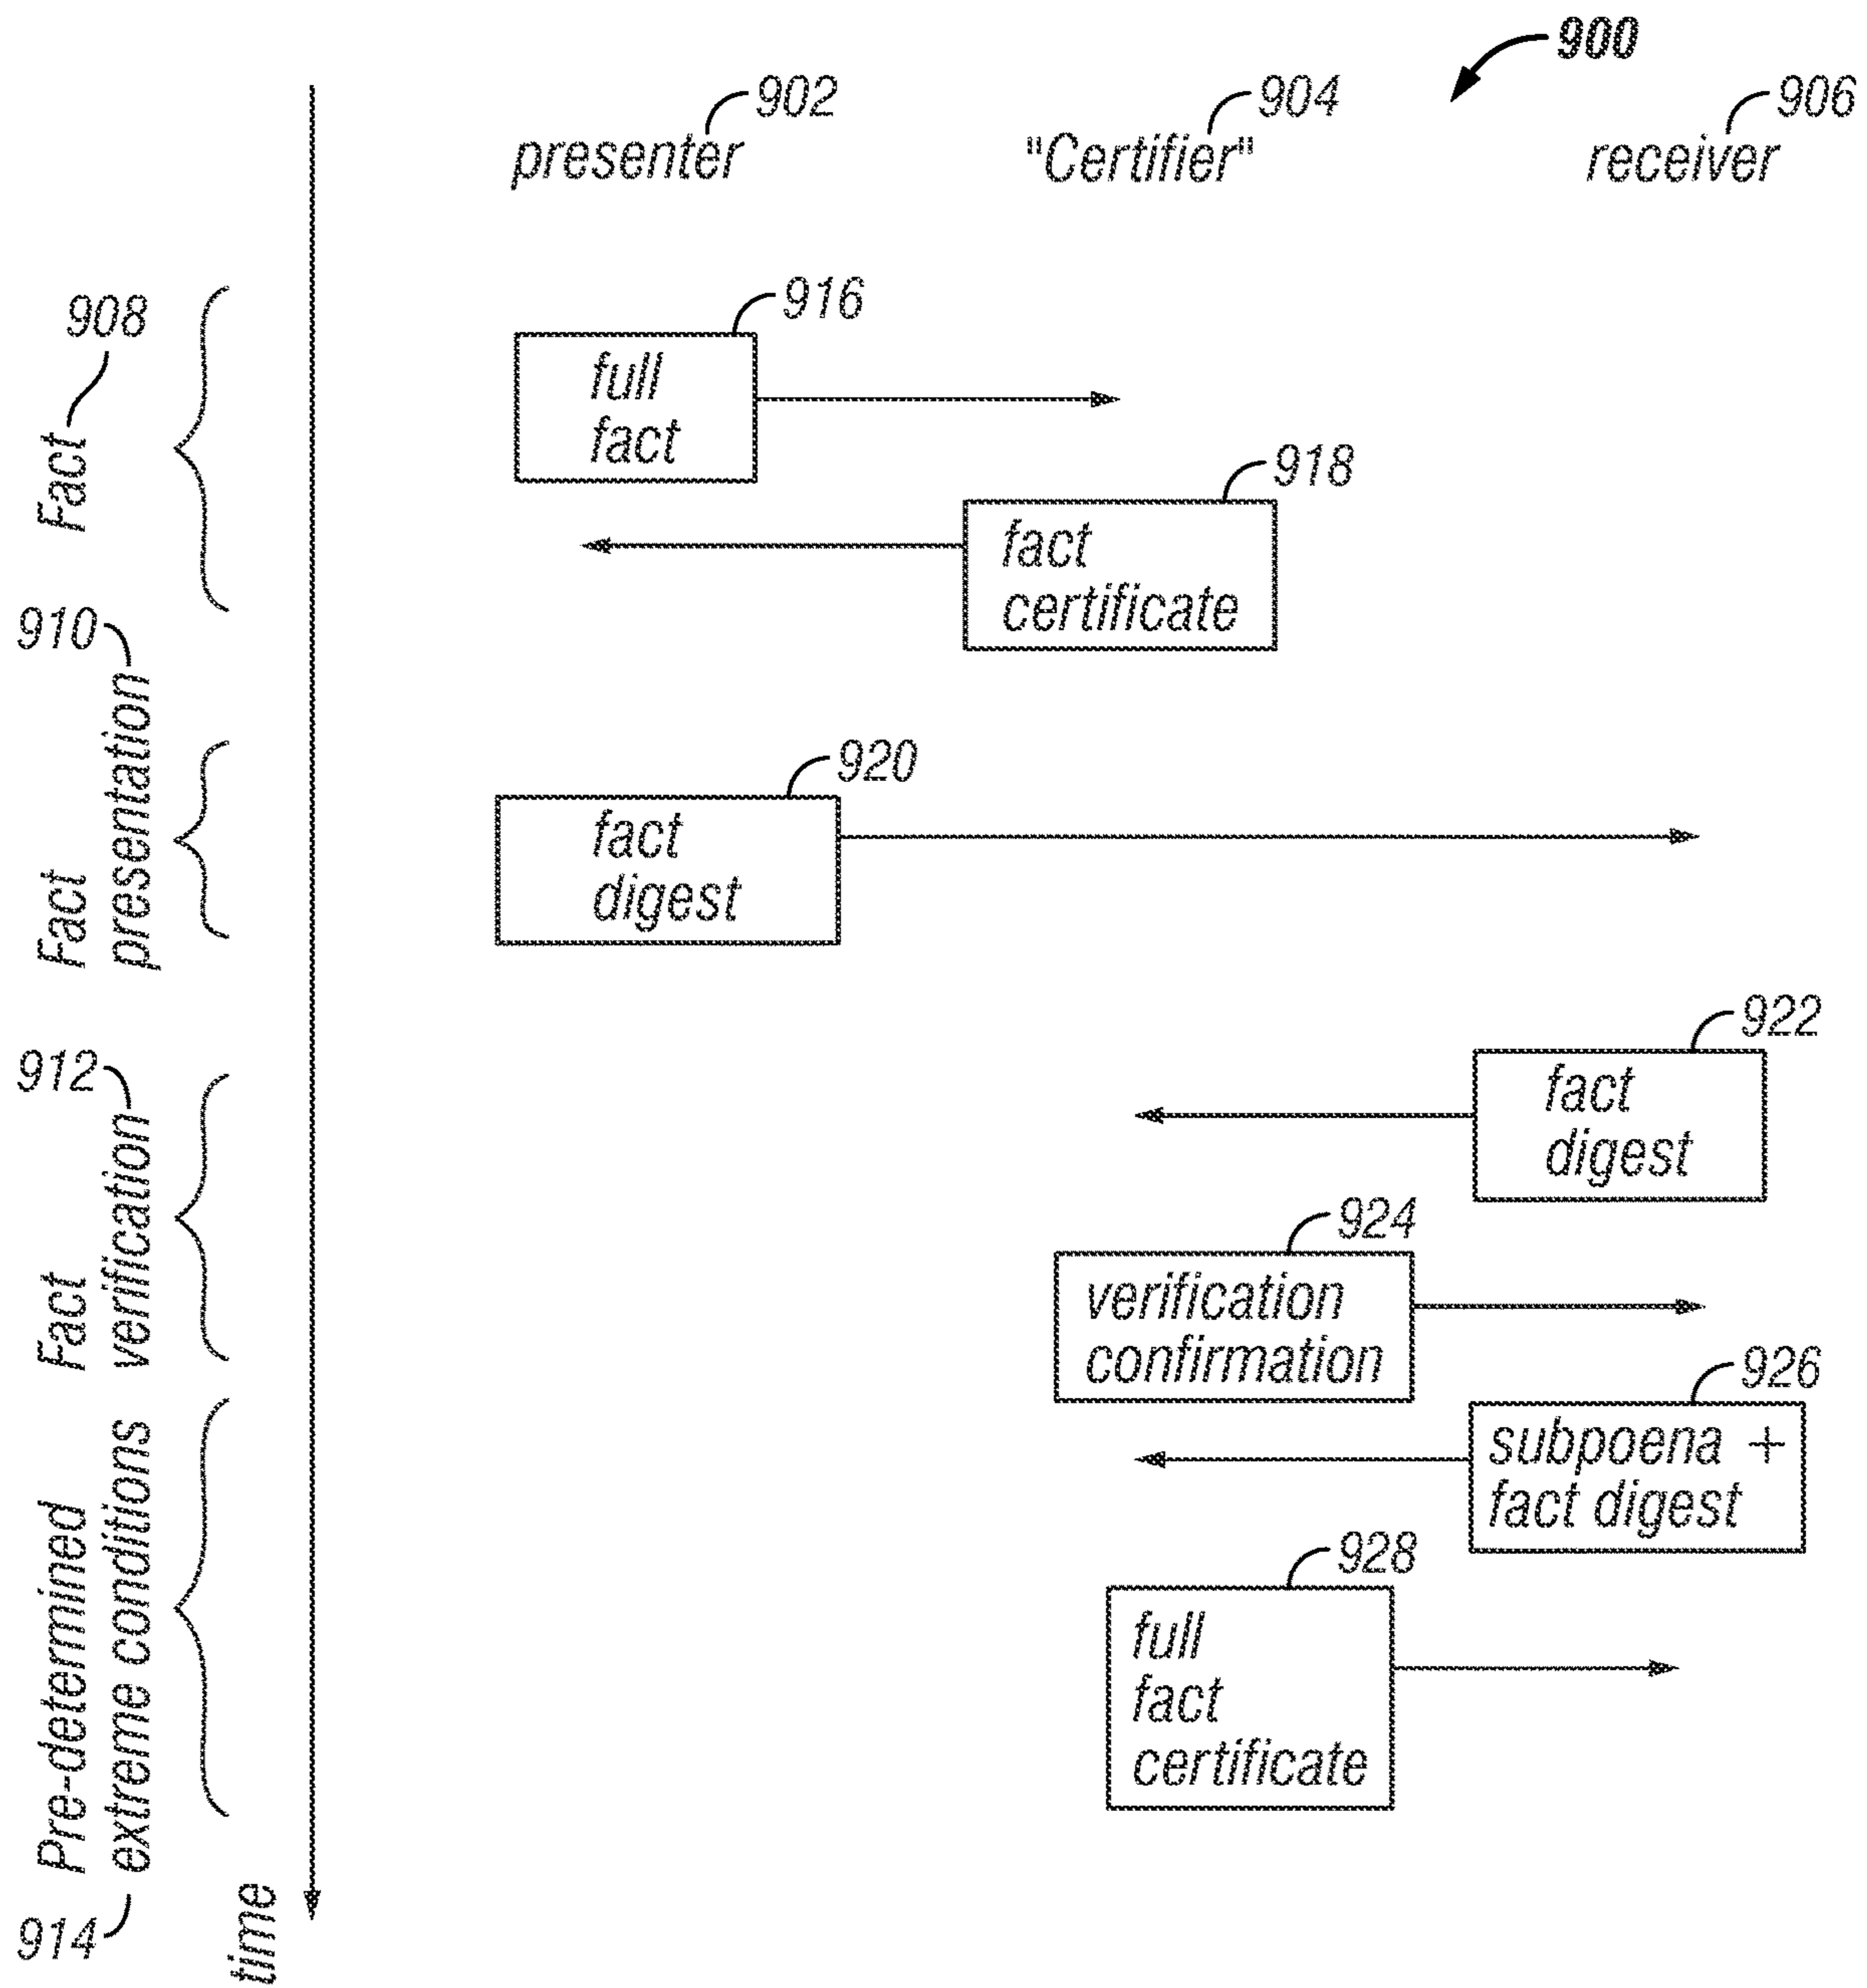 900
902
904
906
presenter
"Certifier"
receiver
908
Fact
916
full
fact
918
fact
certificate
910
Fact
presentation
920
fact
digest
912
Fact
verification
922
fact
digest
924
verification
confirmation
914
Pre-determined
extreme conditions
926
subpoena +
fact digest
928
full
fact
certificate
time